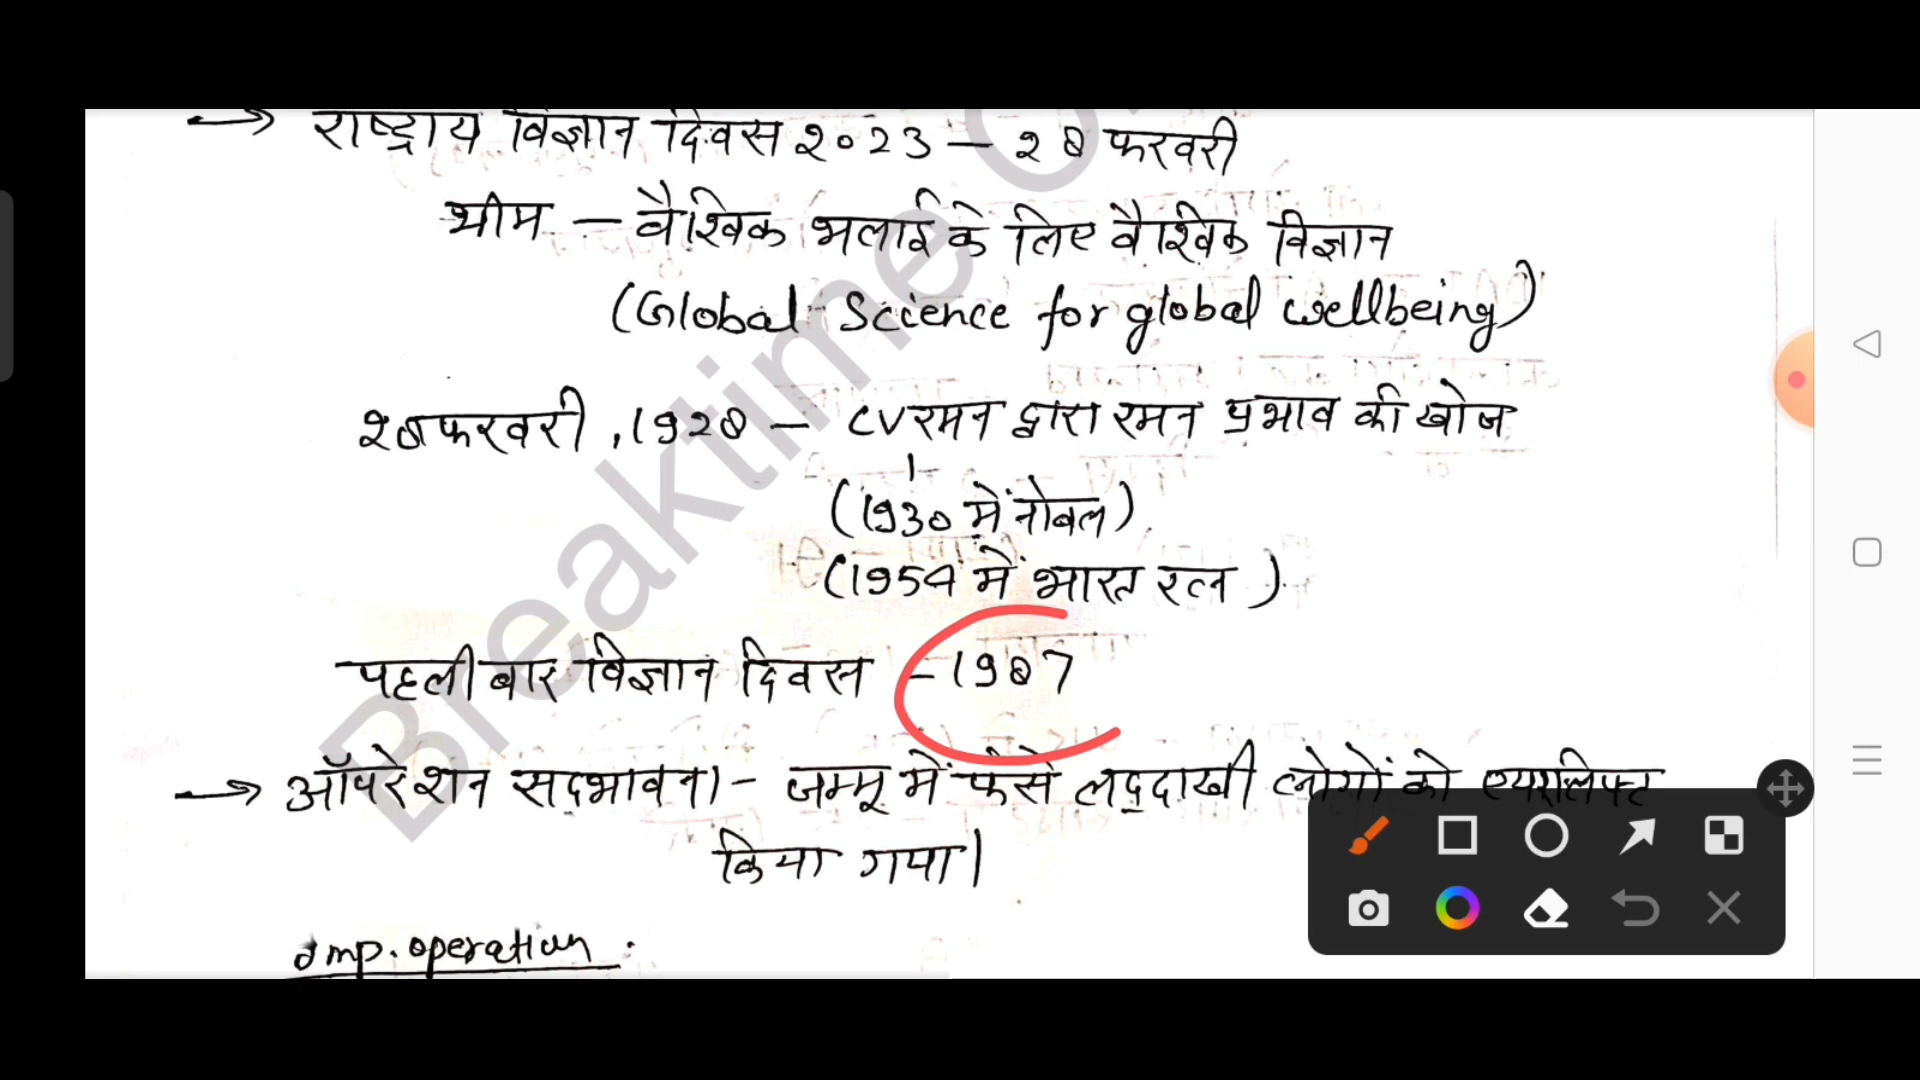 → राष्ट्रीय विज्ञान दिवस 2023 – 28 फरवरी
थीम – वैश्विक भलाई के लिए वैश्विक विज्ञान
(Global Science for global wellbeing)
28 फरवरी, 1928 – CV रमन द्वारा रमन प्रभाव की खोज
(1930 में नोबल)
(1954 में भारत रत्न)
पहली बार विज्ञान दिवस – 1987
→ ऑपरेशन सद्भावना – जम्मू में फंसे लद्दाखी लोगों को एयरलिफ्ट
किया गया।
Imp. operation :
Breaktime